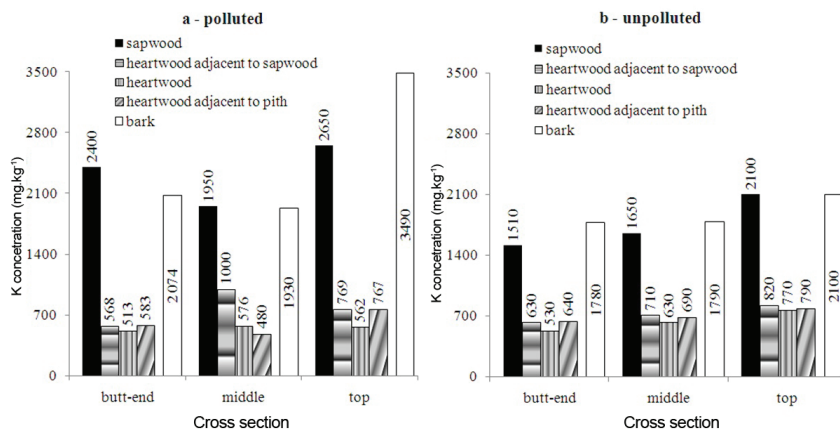 a - polluted
sapwood
heartwood adjacent to sapwood
heartwood
heartwood adjacent to pith
bark
K concetration (mg.kg-1)
3500
2800
2100
1400
700
0
2400
568
513
583
2074
1950
1000
576
480
1930
2650
769
562
767
3490
butt-end middle top
Cross section
b - unpolluted
sapwood
heartwood adjacent to sapwood
heartwood
heartwood adjacent to pith
bark
K concetration (mg.kg-1)
3500
2800
2100
1400
700
0
1510
630
530
640
1780
1650
710
630
690
1790
2100
820
770
790
2100
butt-end middle top
Cross section